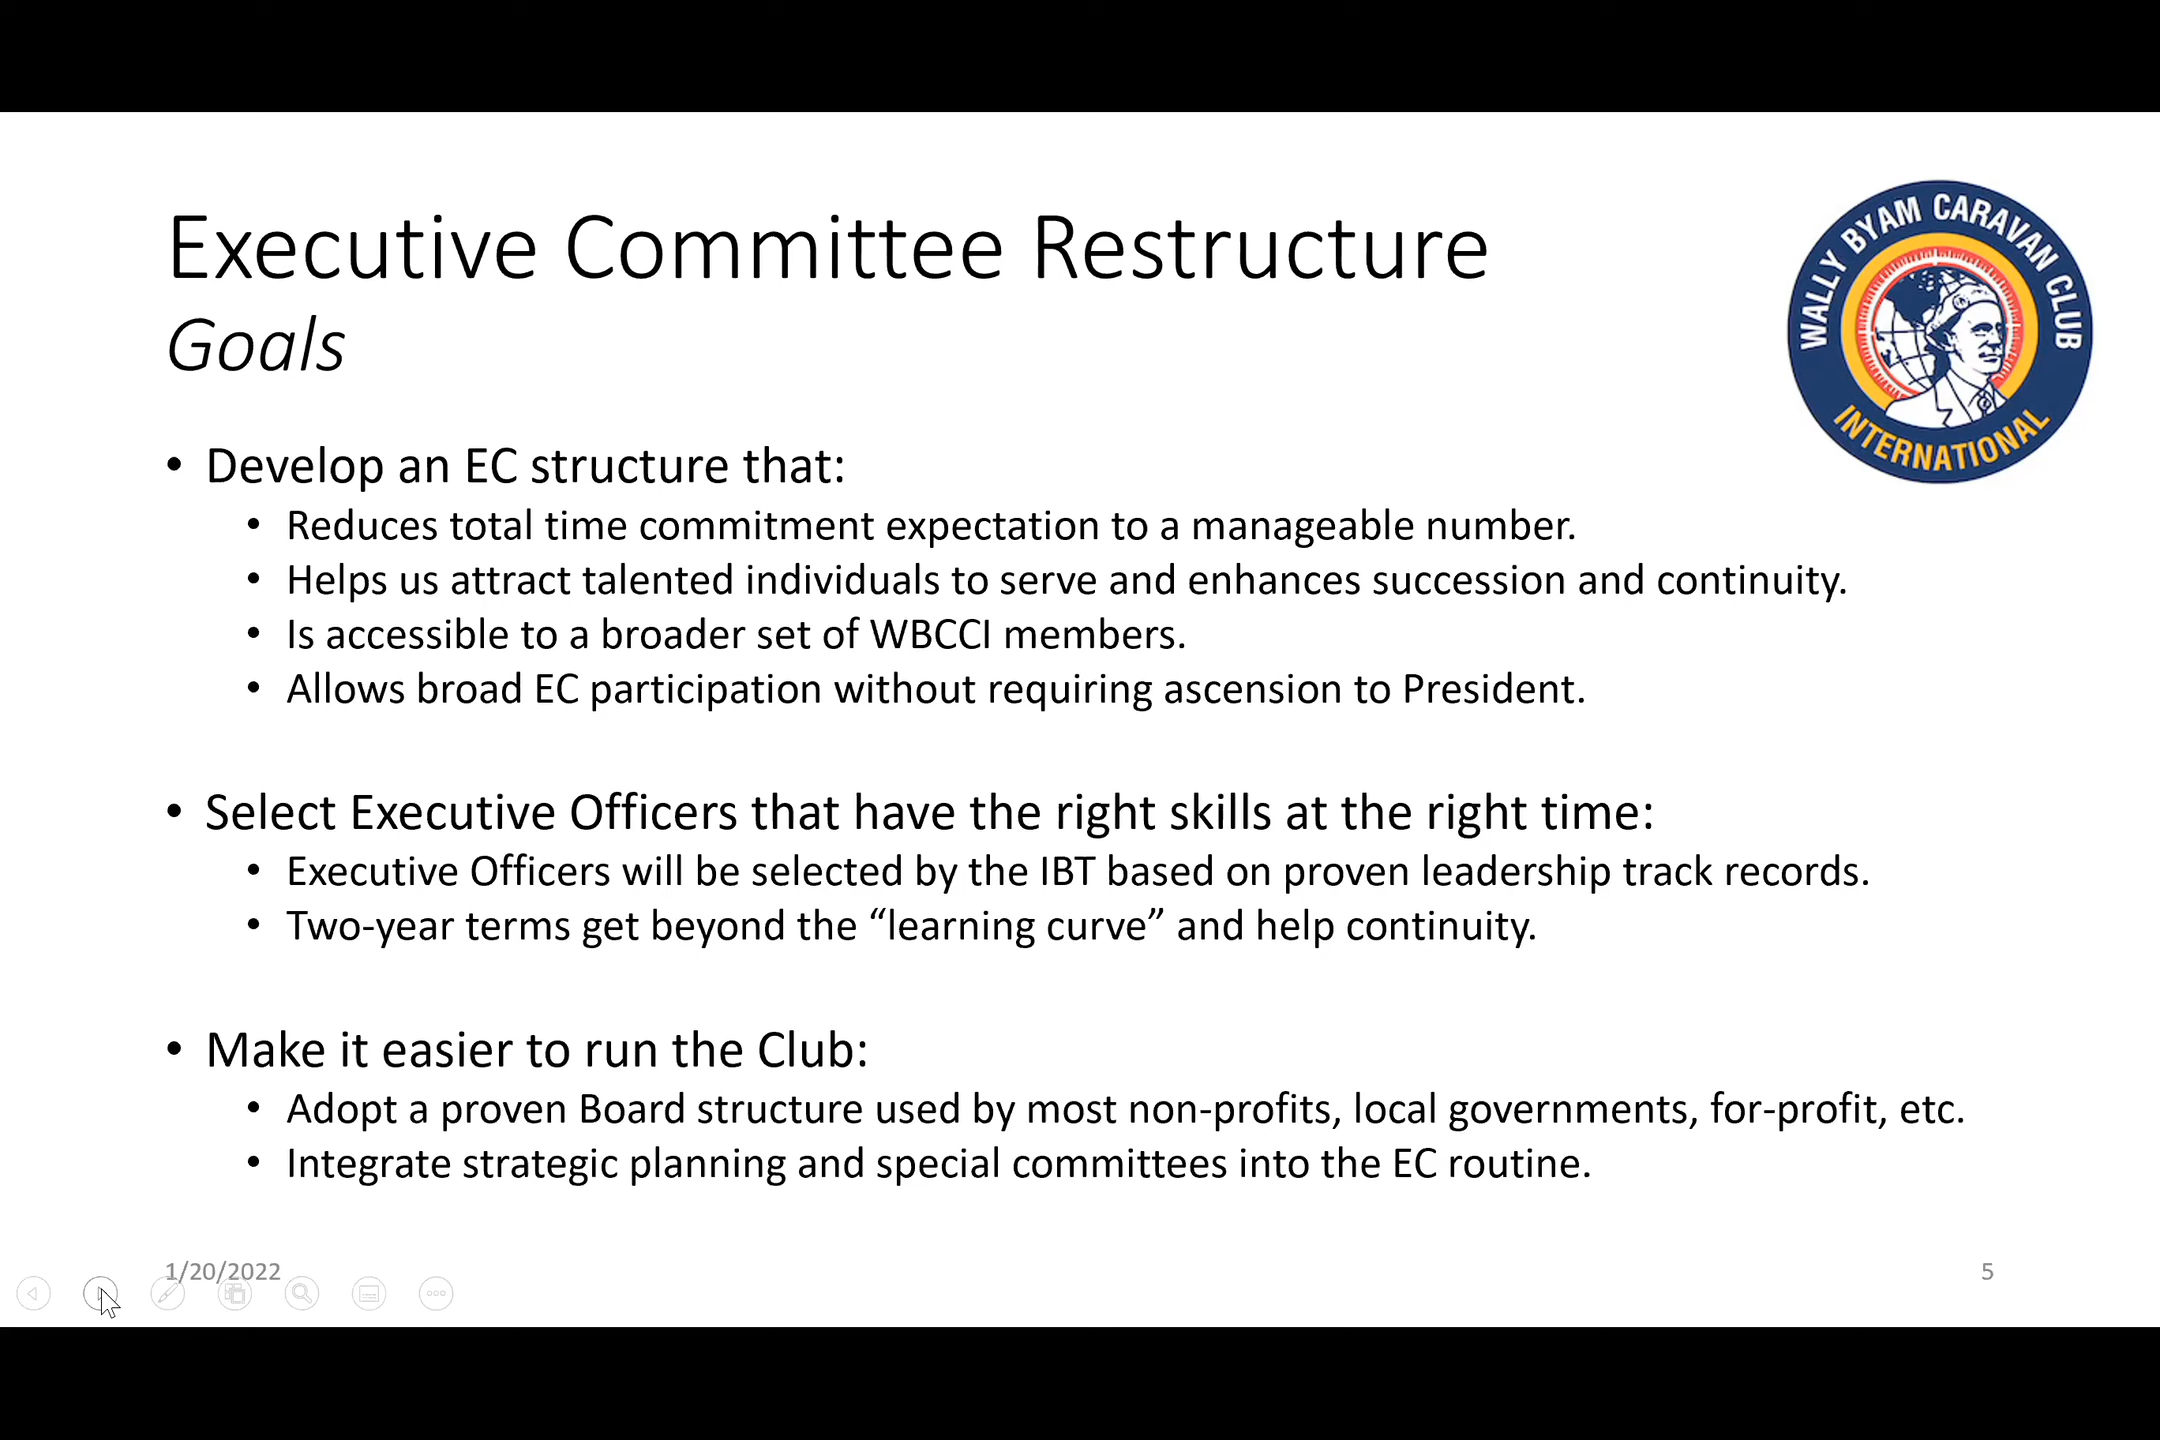 Executive Committee Restructure
Goals
WALLY BYAM CARAVAN CLUB
INTERNATIONAL
• Develop an EC structure that:
• Reduces total time commitment expectation to a manageable number.
• Helps us attract talented individuals to serve and enhances succession and continuity.
• Is accessible to a broader set of WBCCI members.
• Allows broad EC participation without requiring ascension to President.
• Select Executive Officers that have the right skills at the right time:
• Executive Officers will be selected by the IBT based on proven leadership track records.
• Two-year terms get beyond the “learning curve” and help continuity.
• Make it easier to run the Club:
• Adopt a proven Board structure used by most non-profits, local governments, for-profit, etc.
• Integrate strategic planning and special committees into the EC routine.
1/20/2022
5